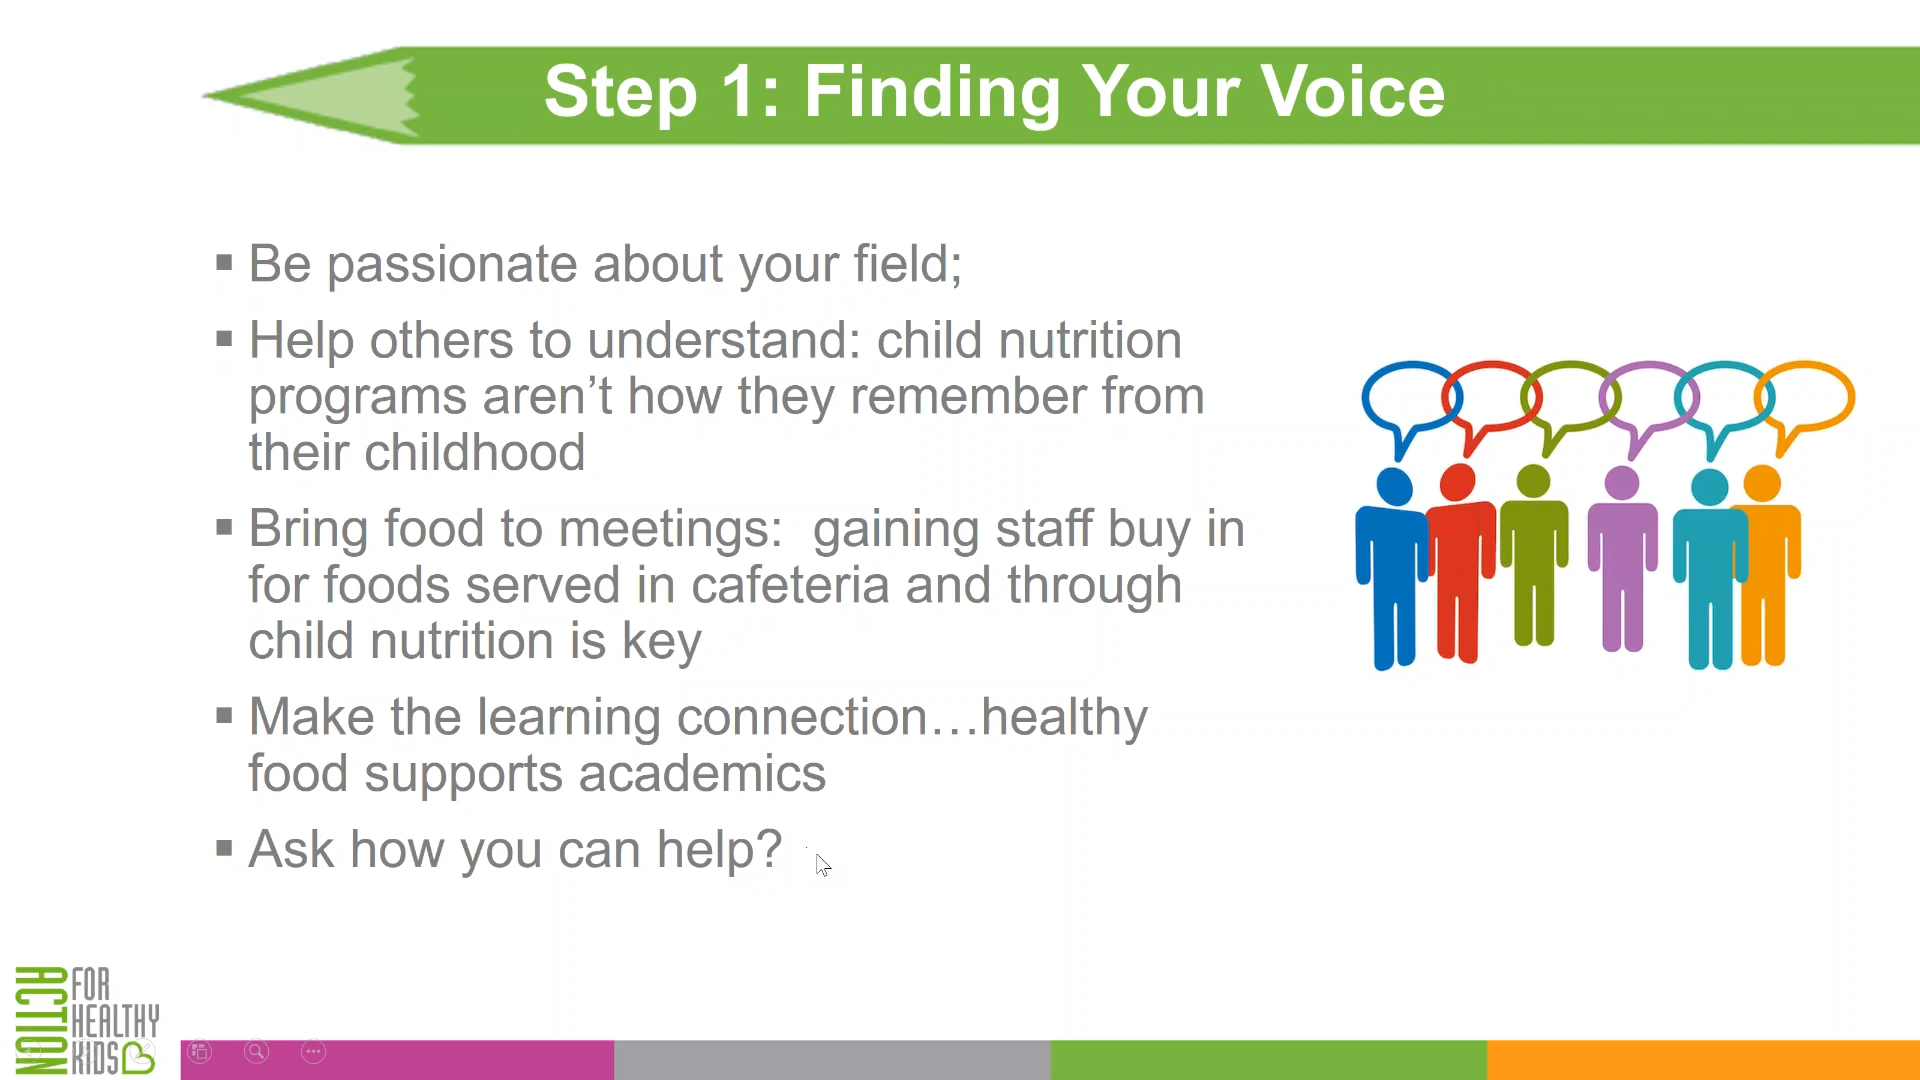 Step 1: Finding Your Voice
▪ Be passionate about your field;
▪ Help others to understand: child nutrition
programs aren’t how they remember from
their childhood
▪ Bring food to meetings:  gaining staff buy in
for foods served in cafeteria and through
child nutrition is key
▪ Make the learning connection…healthy
food supports academics
▪ Ask how you can help?
ACTION
FOR
HEALTHY
KIDS